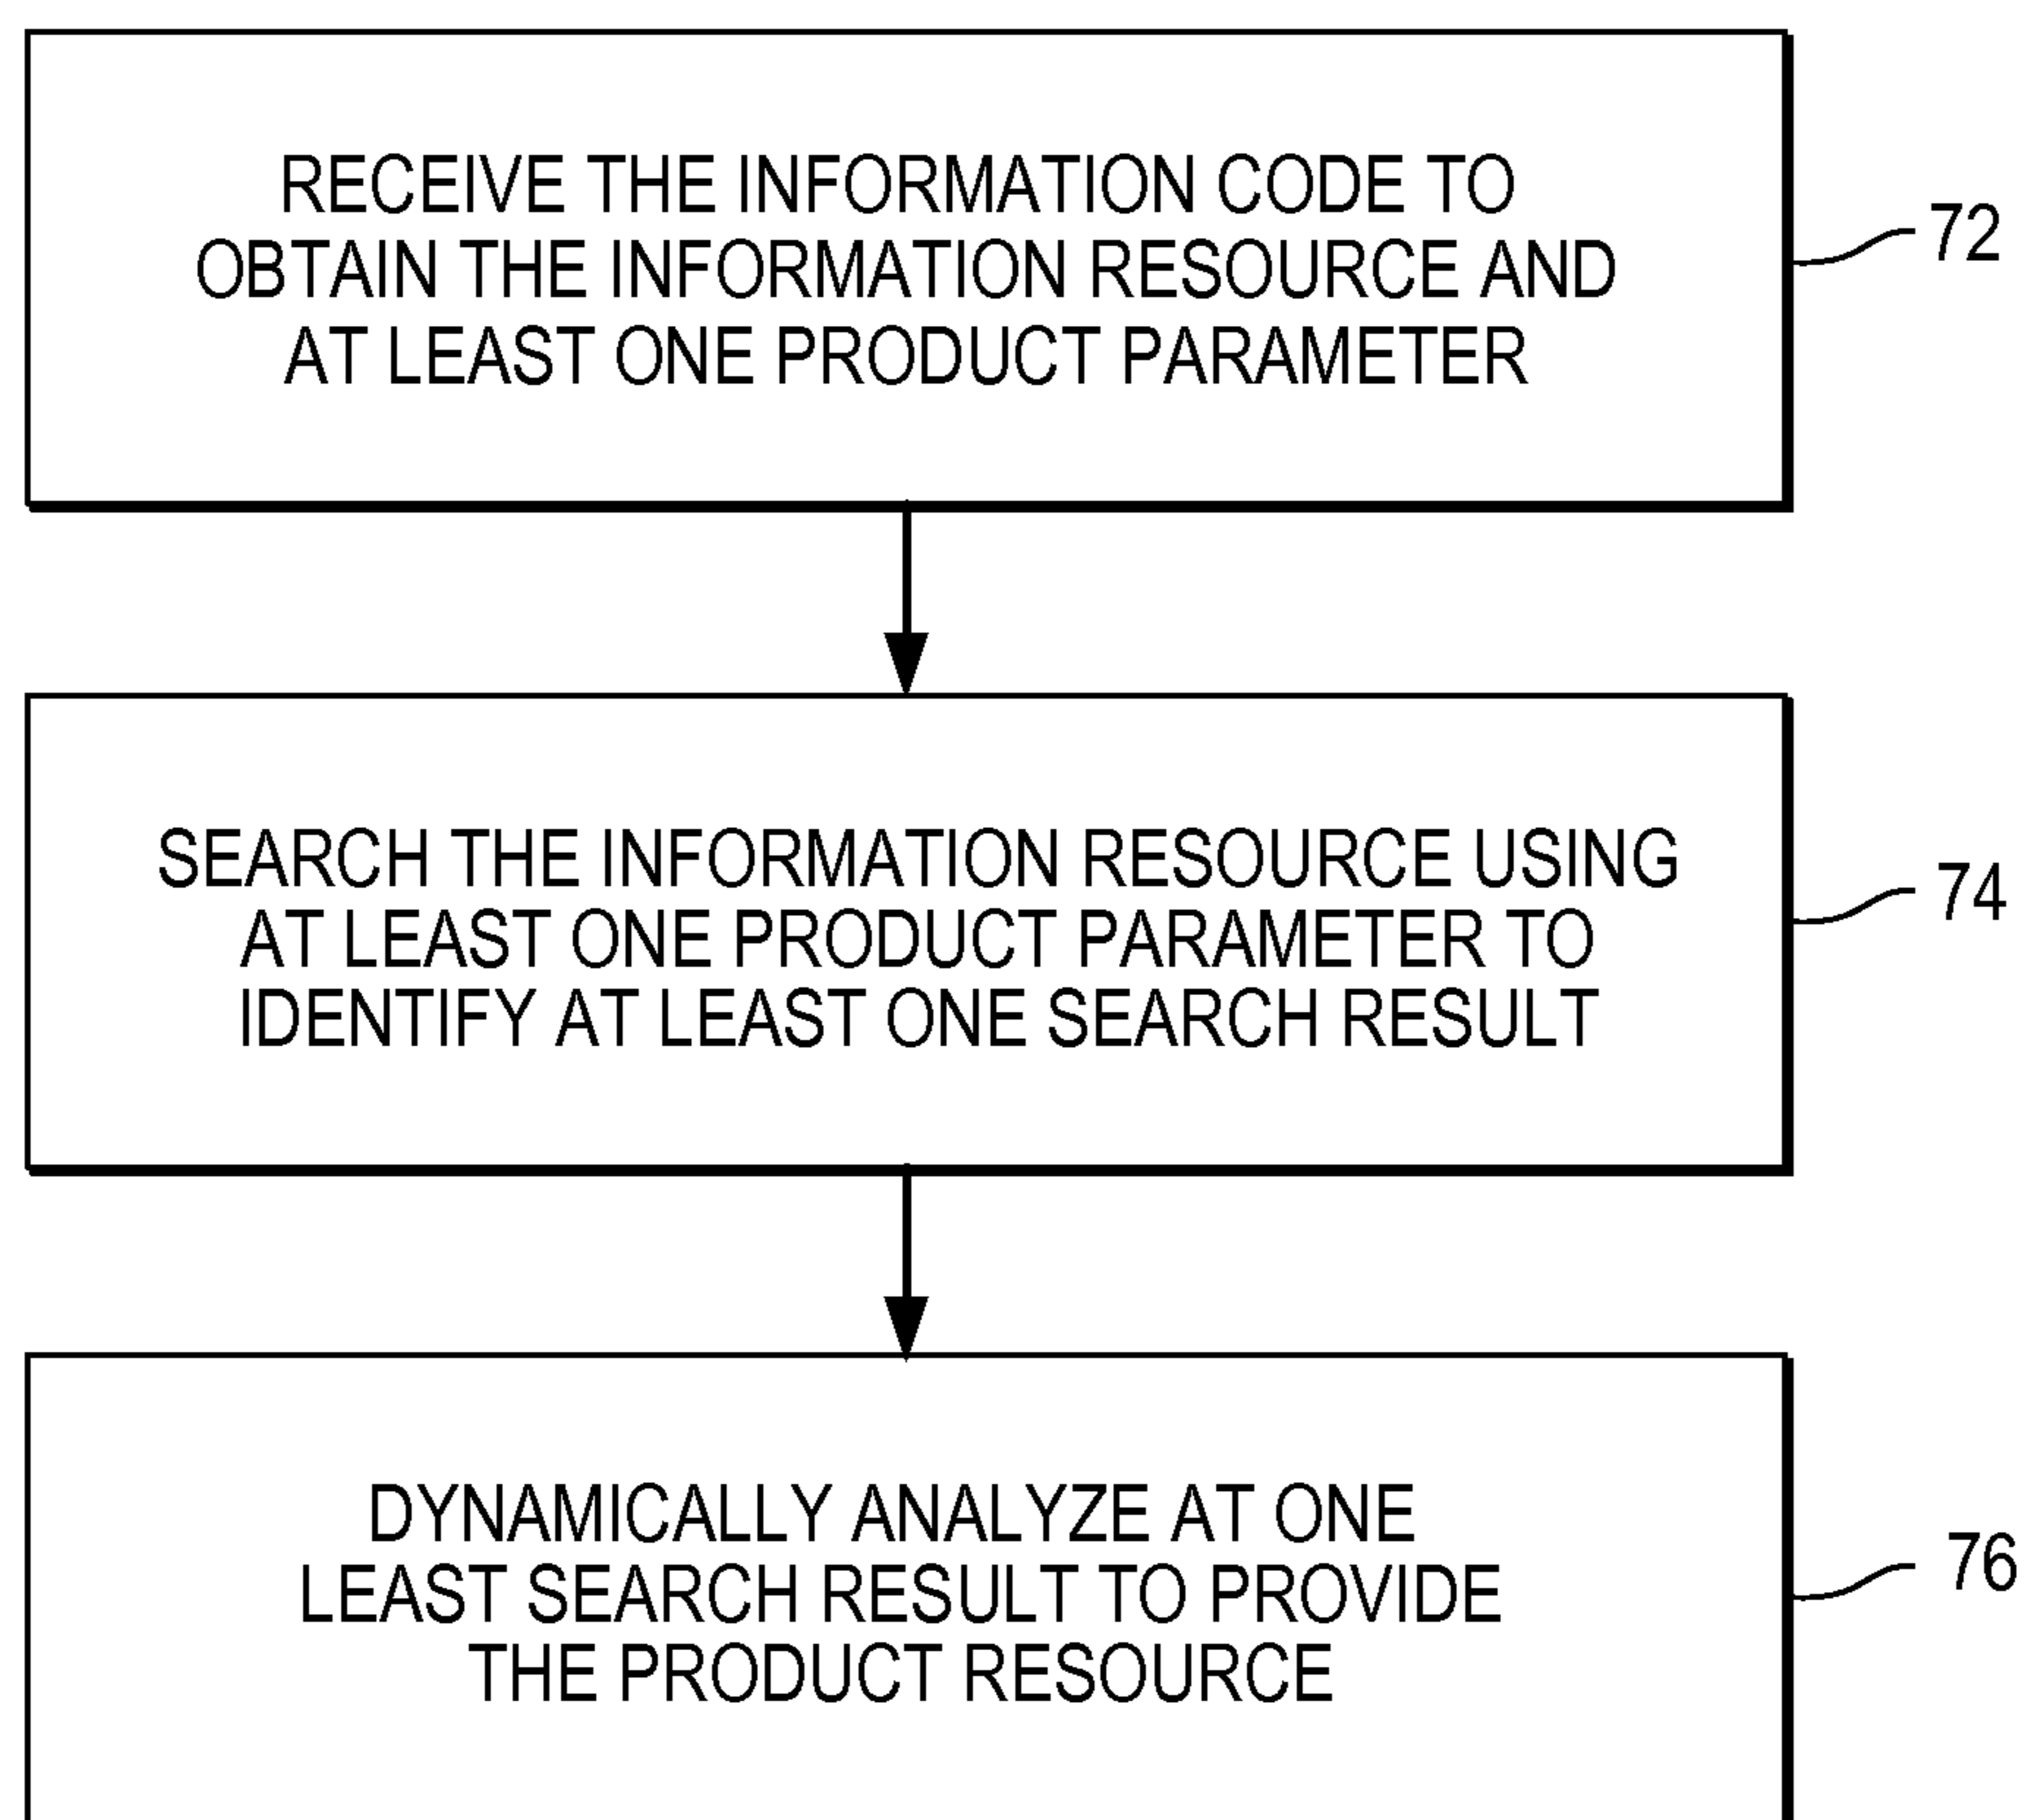 RECEIVE THE INFORMATION CODE TO
OBTAIN THE INFORMATION RESOURCE AND
AT LEAST ONE PRODUCT PARAMETER
72
SEARCH THE INFORMATION RESOURCE USING
AT LEAST ONE PRODUCT PARAMETER TO
IDENTIFY AT LEAST ONE SEARCH RESULT
74
DYNAMICALLY ANALYZE AT ONE
LEAST SEARCH RESULT TO PROVIDE
THE PRODUCT RESOURCE
76